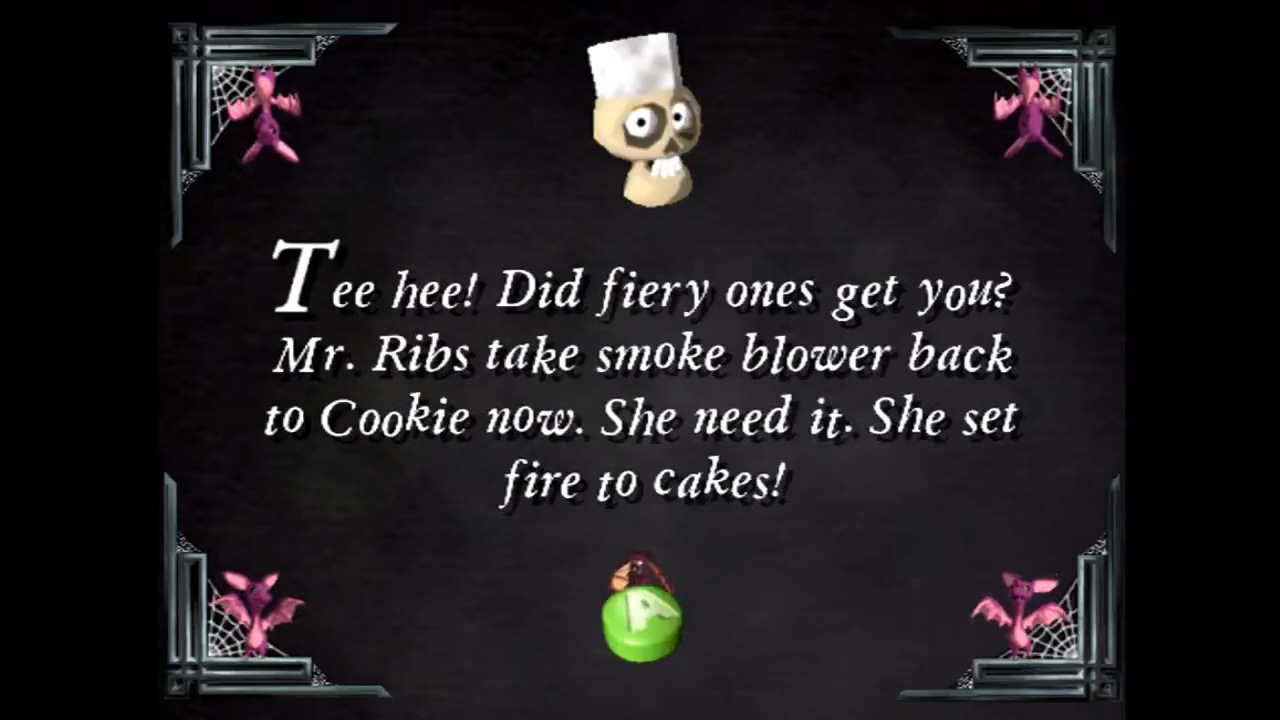 Tee hee! Did fiery ones get you?
Mr. Ribs take smoke blower back
to Cookie now. She need it. She set
fire to cakes!
A